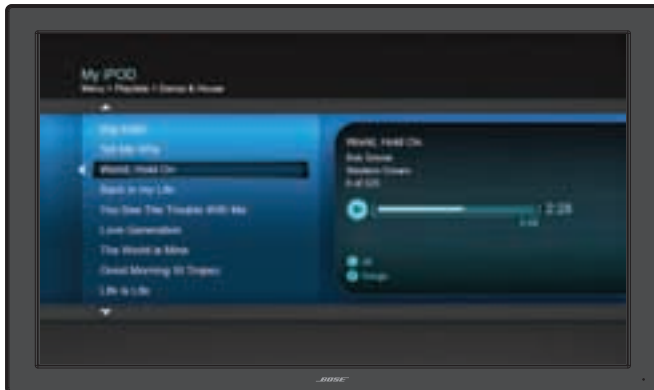 My iPOD
Menu > Playlists > Dance & House
Tell Me Why
World, Hold On
Back in my Life
You See The Trouble With Me
Love Generation
The World is Mine
Good Morning St Tropez
Life is Life
World, Hold On
Bob Sinclar
Western Dream
2:28
All
Songs
BOSE